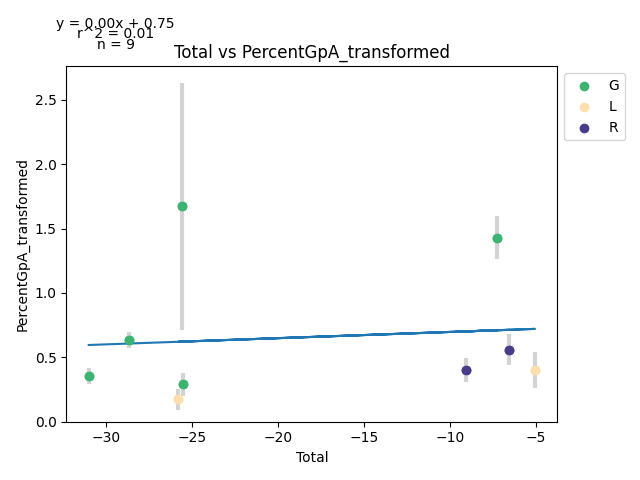 y = 0.00x + 0.75
r^2 = 0.01
n = 9
Total vs PercentGpA_transformed
G
L
R
PercentGpA_transformed
2.5
2.0
1.5
1.0
0.5
0.0
−30
−25
−20
−15
−10
−5
Total